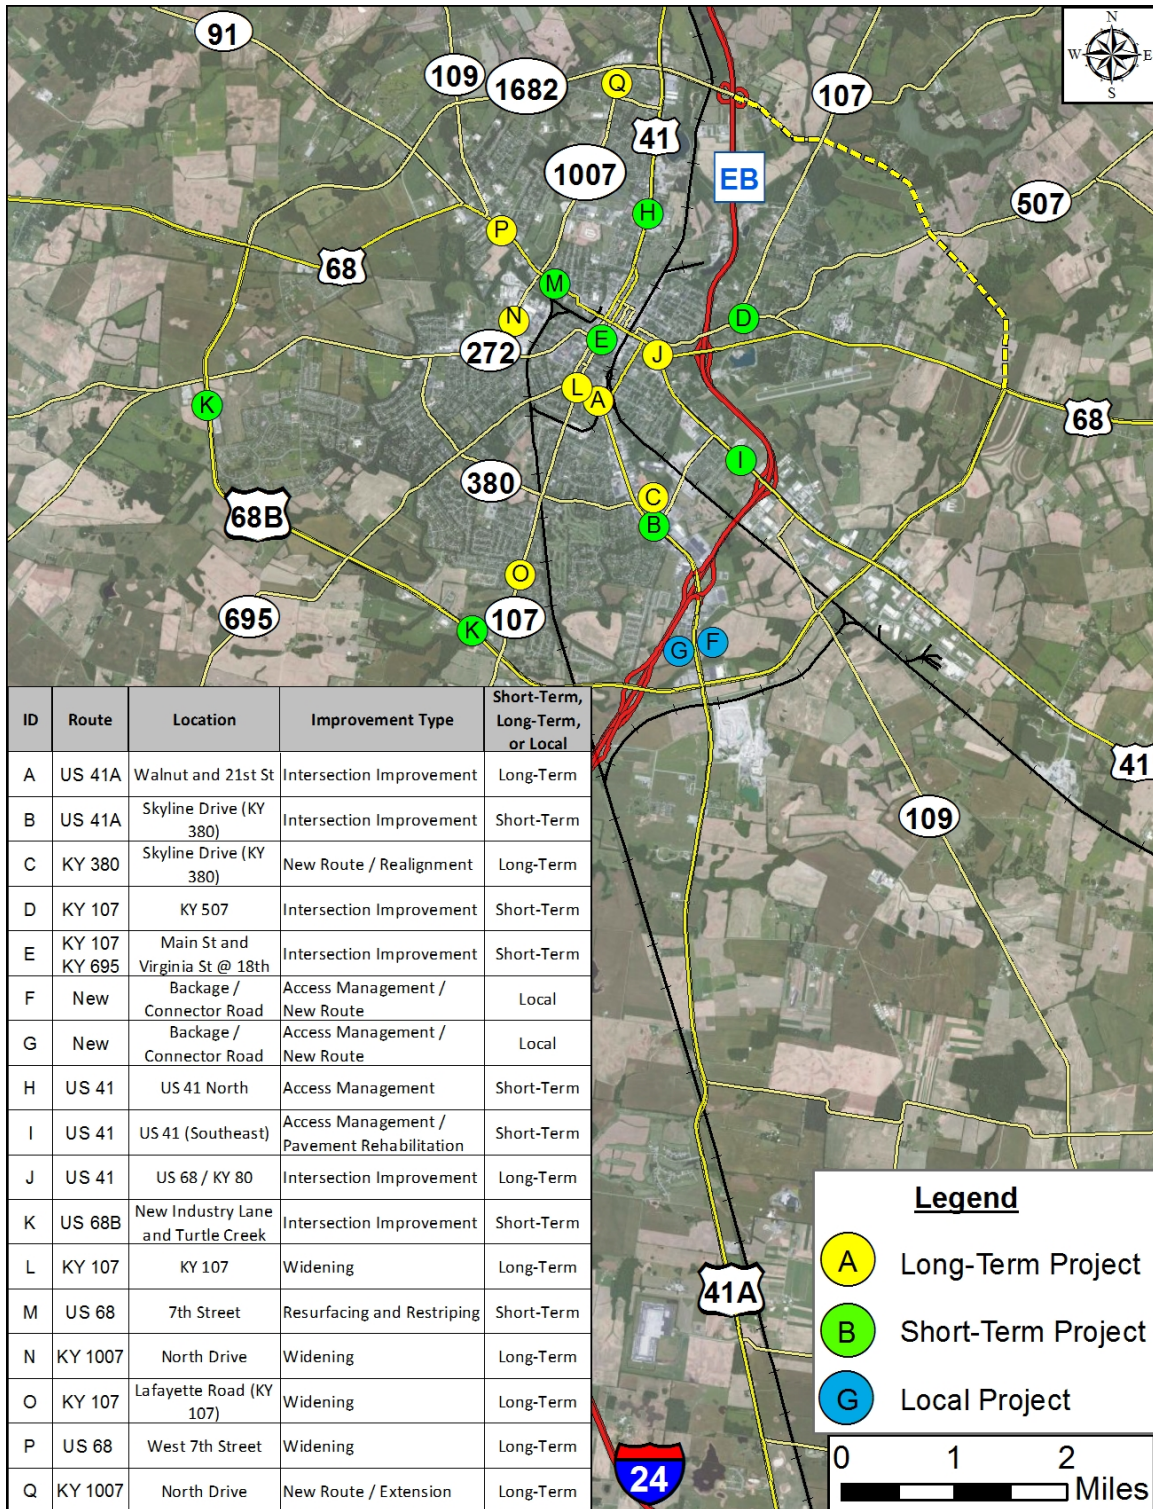 91
109
1682
Q
41
107
N
W
E
S
1007
EB
507
H
P
68
M
N
D
272
E
J
L
A
K
68
I
380
C
68B
B
O
695
107
K
G
F
41
109
41A
24
ID Route Location Improvement Type Short-Term, Long-Term, or Local
A US 41A Walnut and 21st St Intersection Improvement Long-Term
B US 41A Skyline Drive (KY 380) Intersection Improvement Short-Term
C KY 380 Skyline Drive (KY 380) New Route / Realignment Long-Term
D KY 107 KY 507 Intersection Improvement Short-Term
E KY 107 KY 695 Main St and Virginia St @ 18th Intersection Improvement Short-Term
F New Backage / Connector Road Access Management / New Route Local
G New Backage / Connector Road Access Management / New Route Local
H US 41 US 41 North Access Management Short-Term
I US 41 US 41 (Southeast) Access Management / Pavement Rehabilitation Short-Term
J US 41 US 68 / KY 80 Intersection Improvement Long-Term
K US 68B New Industry Lane and Turtle Creek Intersection Improvement Short-Term
L KY 107 KY 107 Widening Long-Term
M US 68 7th Street Resurfacing and Restriping Short-Term
N KY 1007 North Drive Widening Long-Term
O KY 107 Lafayette Road (KY 107) Widening Long-Term
P US 68 West 7th Street Widening Long-Term
Q KY 1007 North Drive New Route / Extension Long-Term
Legend
A Long-Term Project
B Short-Term Project
G Local Project
0 1 2
Miles